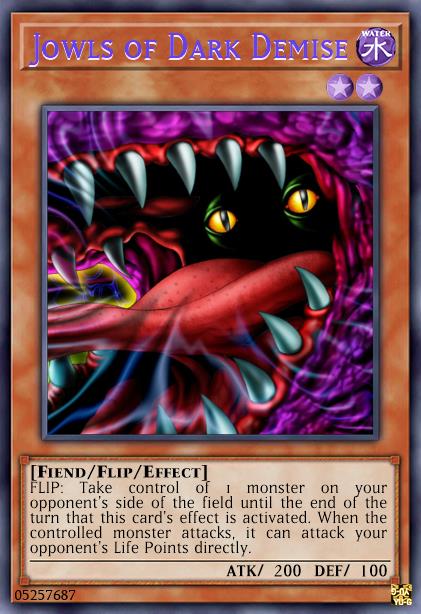 Jowls of Dark Demise
WATER
水
[Fiend/Flip/Effect]
FLIP: Take control of 1 monster on your
opponent's side of the field until the end of the
turn that this card's effect is activated. When the
controlled monster attacks, it can attack your
opponent's Life Points directly.
ATK/ 200 DEF/ 100
05257687